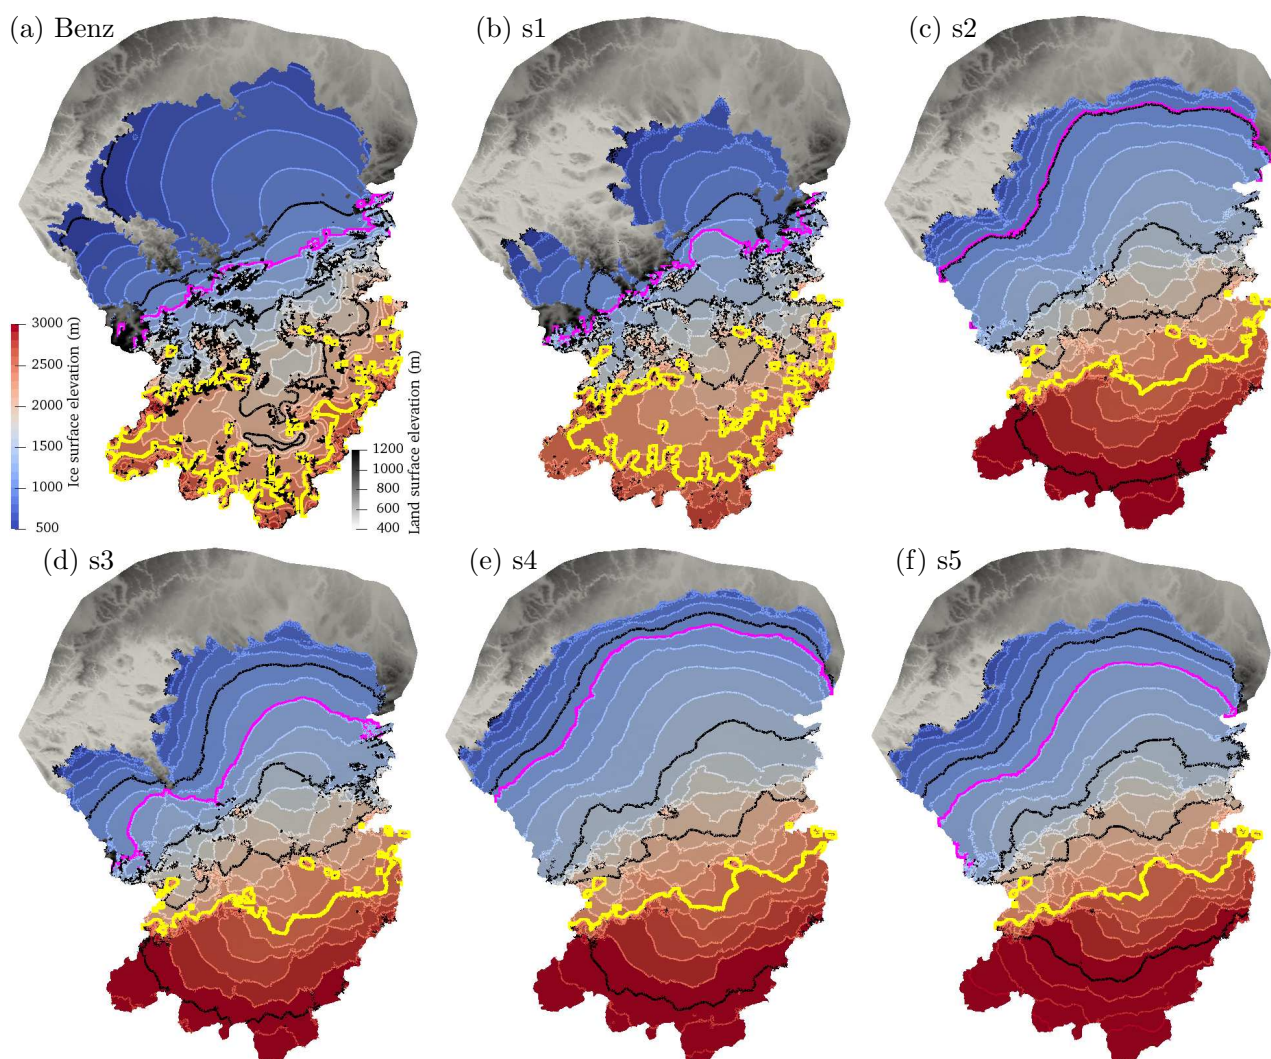 (a) Benz
(b) s1
(c) s2
3000
2500
2000
1500
1000
500
Ice surface elevation (m)
1200
1000
800
600
400
Land surface elevation (m)
(d) s3
(e) s4
(f) s5